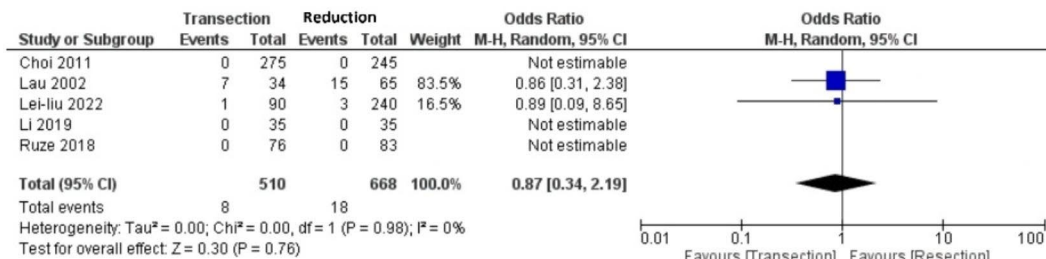 Transection Reduction Odds Ratio Odds Ratio
Study or Subgroup Events Total Events Total Weight M-H, Random, 95% CI M-H, Random, 95% CI
Choi 2011 0 275 0 245 Not estimable
Lau 2002 7 34 15 65 83.5% 0.86 [0.31, 2.38]
Lei-liu 2022 1 90 3 240 16.5% 0.89 [0.09, 8.65]
Li 2019 0 35 0 35 Not estimable
Ruze 2018 0 76 0 83 Not estimable
Total (95% CI) 510 668 100.0% 0.87 [0.34, 2.19]
Total events 8 18
Heterogeneity: Tau² = 0.00; Chi² = 0.00, df = 1 (P = 0.98); I² = 0%
Test for overall effect: Z = 0.30 (P = 0.76)
0.01 0.1 1 10 100
Favours [Transection] Favours [Resection]